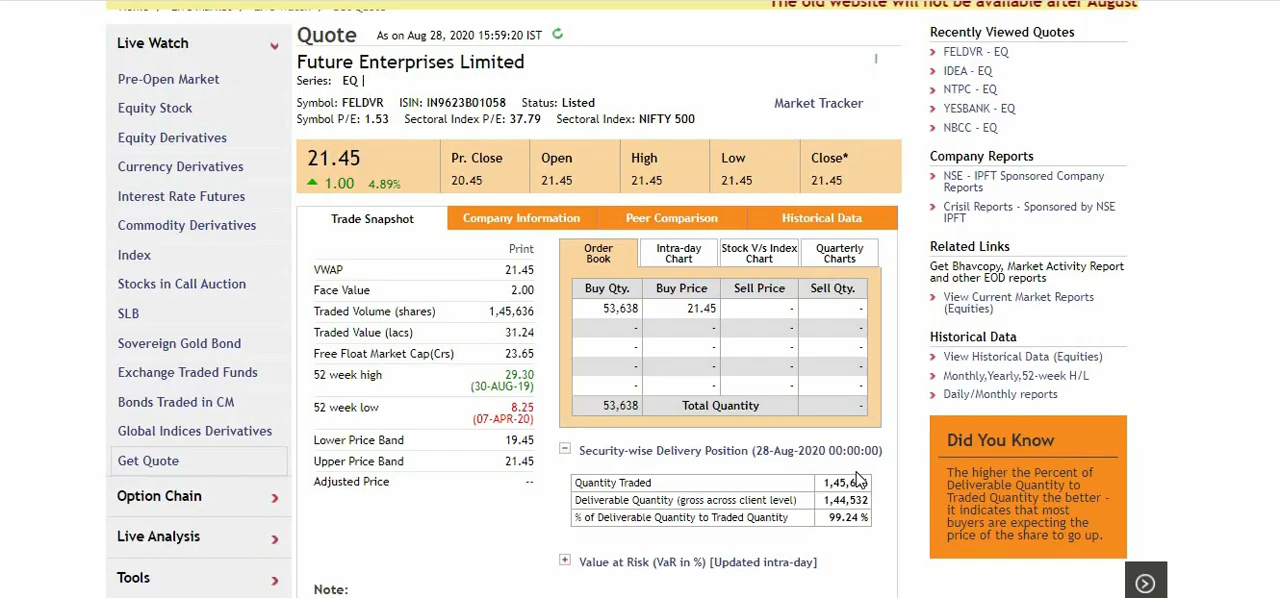 The old website will not be available after August
Live Watch
Pre-Open Market
Equity Stock
Equity Derivatives
Currency Derivatives
Interest Rate Futures
Commodity Derivatives
Index
Stocks in Call Auction
SLB
Sovereign Gold Bond
Exchange Traded Funds
Bonds Traded in CM
Global Indices Derivatives
Get Quote
Option Chain
Live Analysis
Tools
Quote As on Aug 28, 2020 15:59:20 IST
Future Enterprises Limited
Series: EQ |
Symbol: FELDVR ISIN: IN9623B01058 Status: Listed
Market Tracker
Symbol P/E: 1.53 Sectoral Index P/E: 37.79 Sectoral Index: NIFTY 500
21.45 Pr. Close Open High Low Close*
1.00 4.89% 20.45 21.45 21.45 21.45 21.45
Trade Snapshot Company Information Peer Comparison Historical Data
Print
VWAP 21.45
Face Value 2.00
Traded Volume (shares) 1,45,636
Traded Value (lacs) 31.24
Free Float Market Cap(Crs) 23.65
52 week high 29.30
(30-AUG-19)
52 week low 8.25
(07-APR-20)
Lower Price Band 19.45
Upper Price Band 21.45
Adjusted Price --
Order Intra-day Stock V/s Index Quarterly
Book Chart Chart Charts
Buy Qty. Buy Price Sell Price Sell Qty.
53,638 21.45 - -
- - - -
- - - -
- - - -
- - - -
53,638 Total Quantity -
Security-wise Delivery Position (28-Aug-2020 00:00:00)
Quantity Traded
Deliverable Quantity (gross across client level) 1,44,532
% of Deliverable Quantity to Traded Quantity 99.24 %
Value at Risk (VaR in %) [Updated intra-day]
Note:
Recently Viewed Quotes
FELDVR - EQ
IDEA - EQ
NTPC - EQ
YESBANK - EQ
NBCC - EQ
Company Reports
NSE - IPFT Sponsored Company
Reports
Crisil Reports - Sponsored by NSE
IPFT
Related Links
Get Bhavcopy, Market Activity Report
and other EOD reports
View Current Market Reports
(Equities)
Historical Data
View Historical Data (Equities)
Monthly,Yearly,52-week H/L
Daily/Monthly reports
Did You Know
The higher the Percent of
Deliverable Quantity to
Traded Quantity the better -
it indicates that most
buyers are expecting the
price of the share to go up.